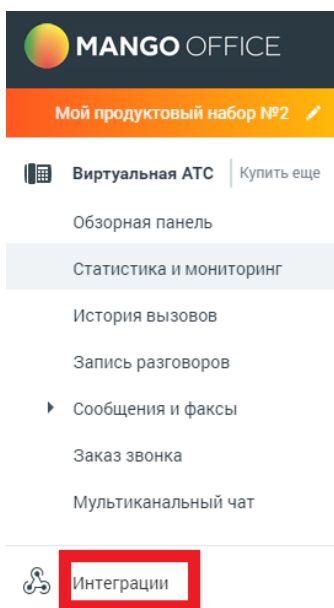 MANGO OFFICE
Мой продуктовый набор №2
Виртуальная АТС Купить еще
Обзорная панель
Статистика и мониторинг
История вызовов
Запись разговоров
Сообщения и факсы
Заказ звонка
Мультиканальный чат
Интеграции